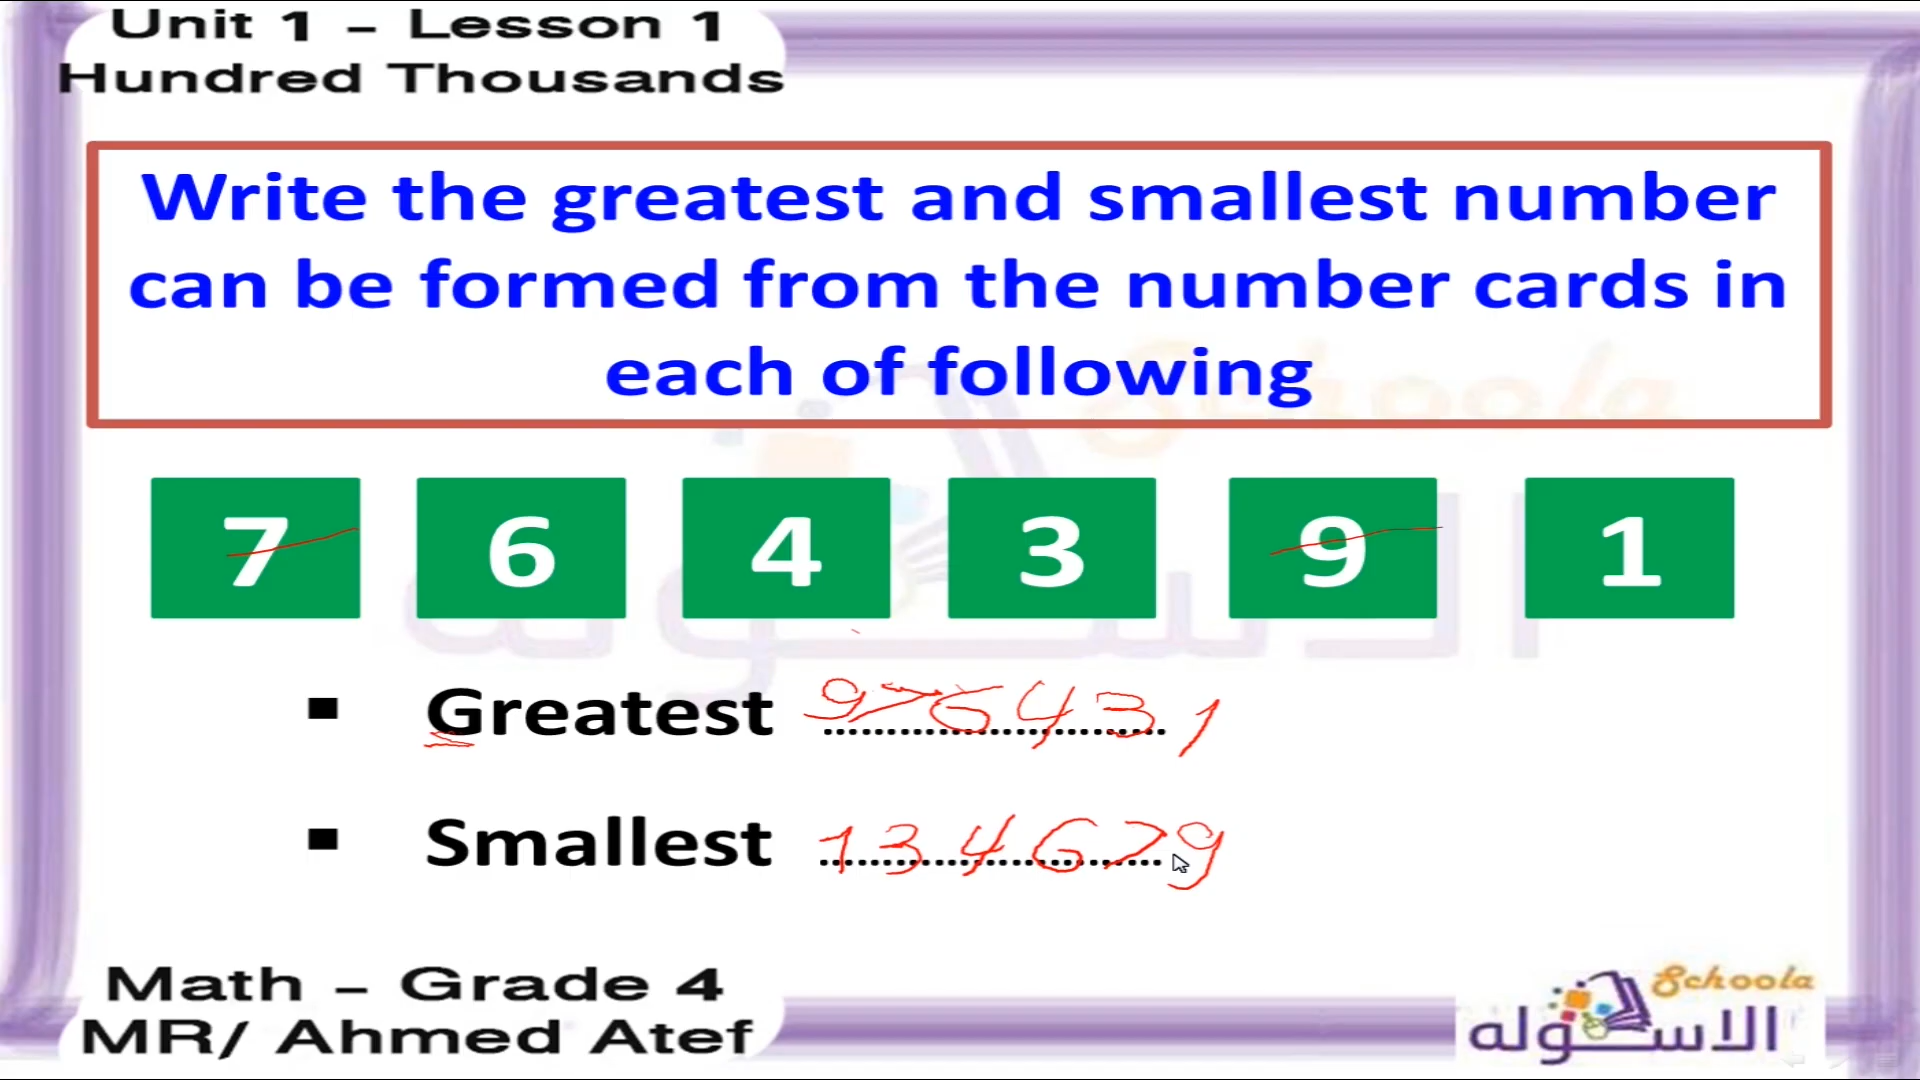 Unit 1 – Lesson 1
Hundred Thousands
Write the greatest and smallest number
can be formed from the number cards in
each of following
7 6 4 3 9 1
▪ Greatest 976431
▪ Smallest 134679
Math – Grade 4
MR/ Ahmed Atef
Schoola
الاسكوله